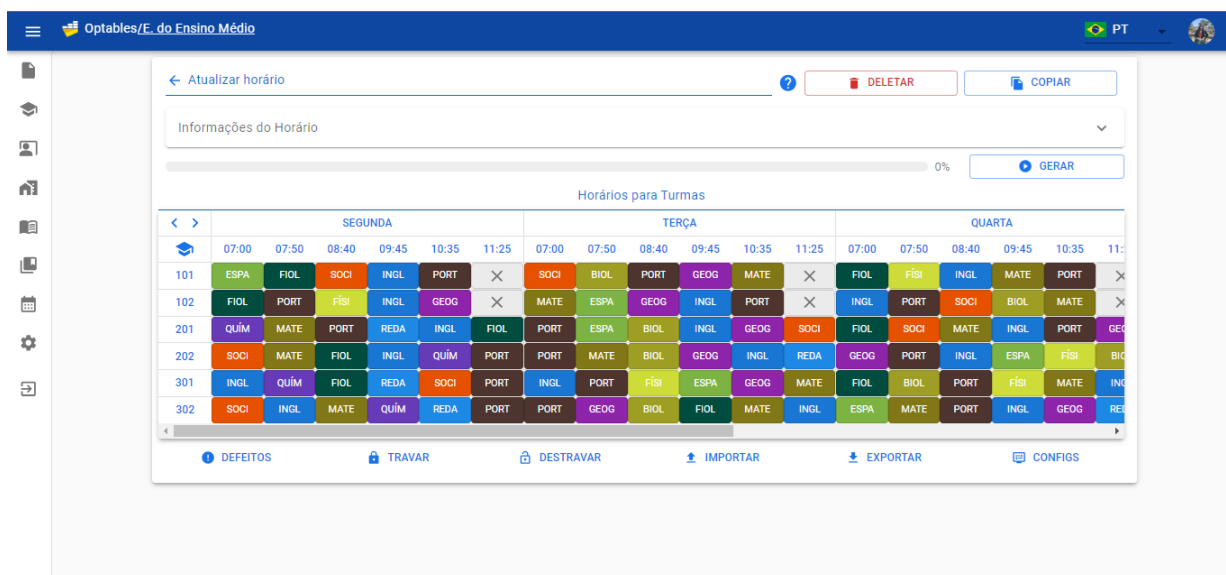 Optables/E. do Ensino Médio PT
Atualizar horário ? DELETAR COPIAR
Informações do Horário
0% GERAR
Horários para Turmas
SEGUNDA TERÇA QUARTA
07:00 07:50 08:40 09:45 10:35 11:25 07:00 07:50 08:40 09:45 10:35 11:25 07:00 07:50 08:40 09:45 10:35 11:
101 ESPA FIOL SOCI INGL PORT SOCI BIOL PORT GEOG MATE FIOL FÍSI INGL MATE PORT
102 FIOL PORT FÍSI INGL GEOG MATE ESPA GEOG INGL PORT INGL PORT SOCI BIOL MATE
201 QUÍM MATE PORT REDA INGL FIOL PORT ESPA BIOL INGL GEOG SOCI FIOL SOCI MATE INGL PORT GEO
202 SOCI MATE FIOL INGL QUÍM PORT PORT MATE BIOL GEOG INGL REDA GEOG PORT INGL ESPA FÍSI BIO
301 INGL QUÍM FIOL REDA SOCI PORT INGL PORT FÍSI ESPA GEOG MATE FIOL BIOL PORT FÍSI MATE ING
302 SOCI INGL MATE QUÍM REDA PORT PORT GEOG BIOL FIOL MATE INGL ESPA MATE PORT INGL GEOG RED
DEFEITOS TRAVAR DESTRAVAR IMPORTAR EXPORTAR CONFIGS